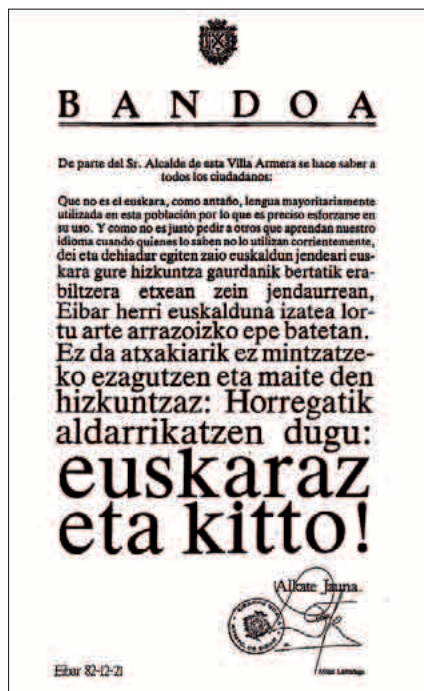 BANDOA
De parte del Sr. Alcalde de esta Villa Armera se hace saber a
todos los ciudadanos:
Que no es el euskara, como antaño, lengua mayoritariamente
utilizada en esta población por lo que es preciso esforzarse en
su uso. Y como no es justo pedir a otros que aprendan nuestro
idioma cuando quienes lo saben no lo utilizan corrientemente,
dei eta dehiadar egiten zaio euskaldun jendeari eus-
kara gure hizkuntza gaurdanik bertatik era-
biltzera etxean zein jendaurrean,
Eibar herri euskalduna izatea lor-
tu arte arrazoizko epe batetan.
Ez da atxakiarik ez mintzatze-
ko ezagutzen eta maite den
hizkuntzaz: Horregatik
aldarrikatzen dugu:
euskaraz
eta kitto!
Alkate Jauna.
Eibar 82-12-21